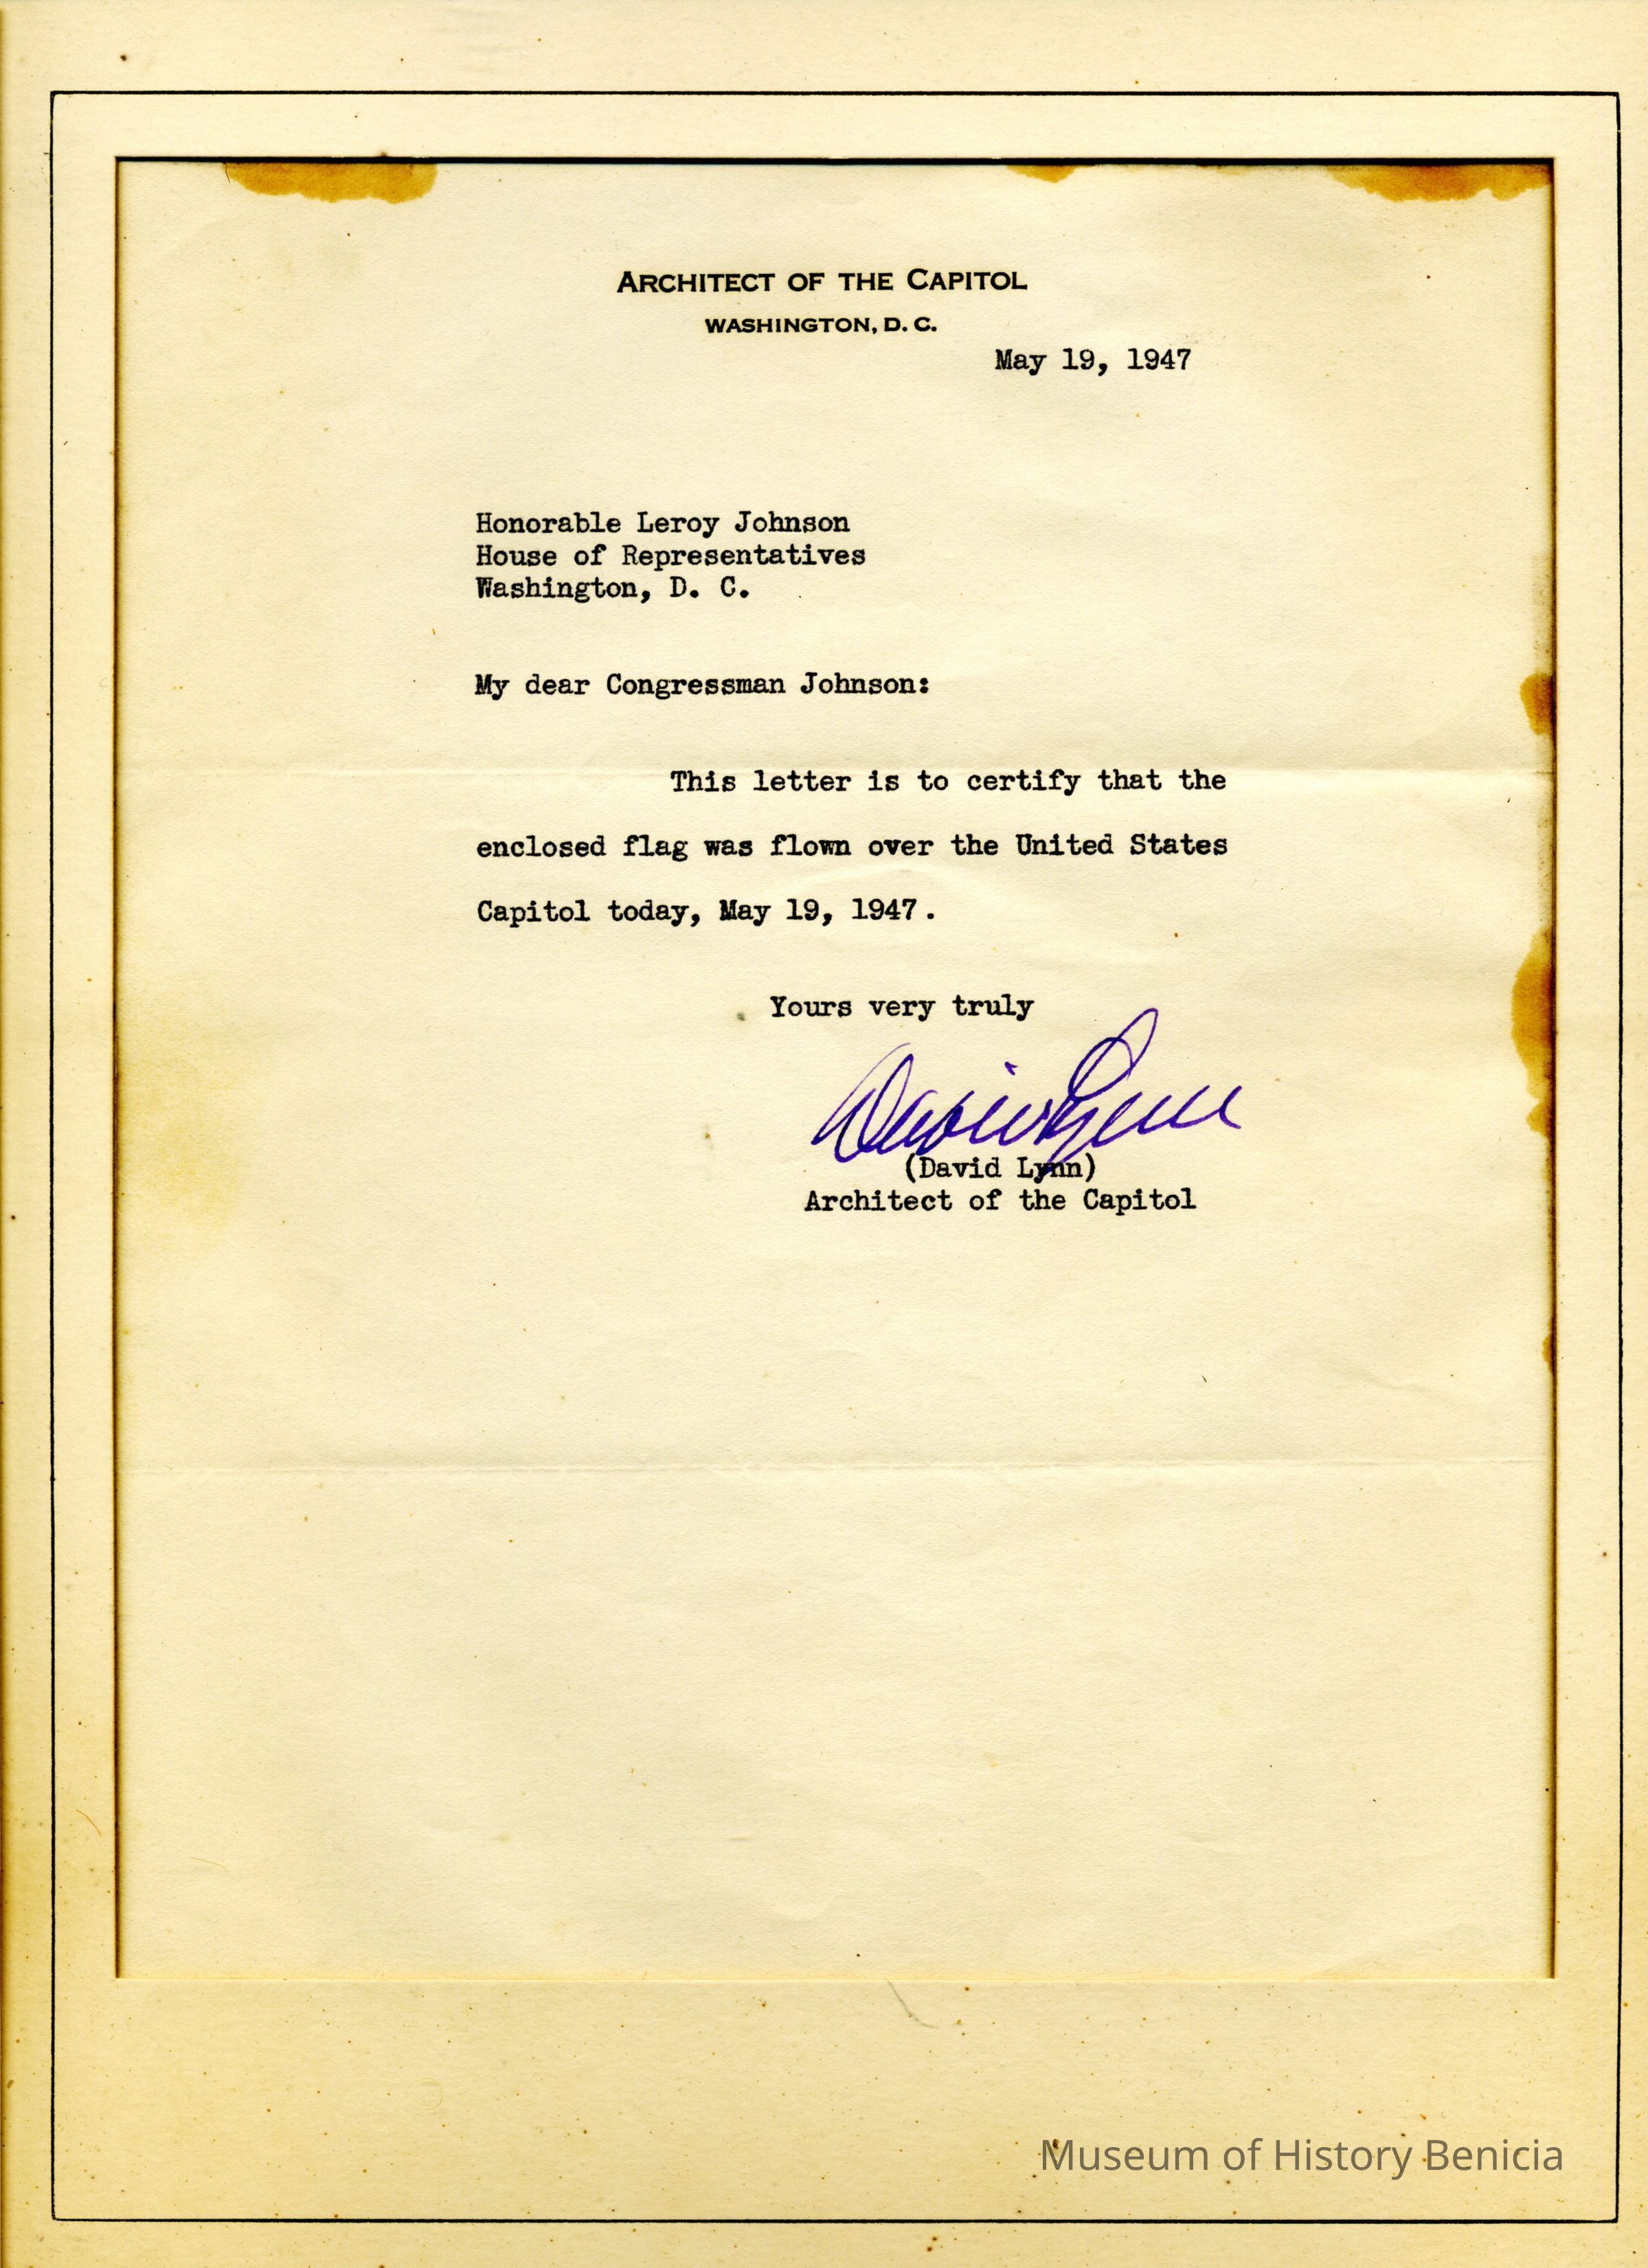 ARCHITECT OF THE CAPITOL
WASHINGTON, D. C.
May 19, 1947
Honorable Leroy Johnson
House of Representatives
Washington, D. C.
My dear Congressman Johnson:
This letter is to certify that the
enclosed flag was flown over the United States
Capitol today, May 19, 1947.
Yours very truly
David Lynn
(David Lynn)
Architect of the Capitol
Museum of History Benicia